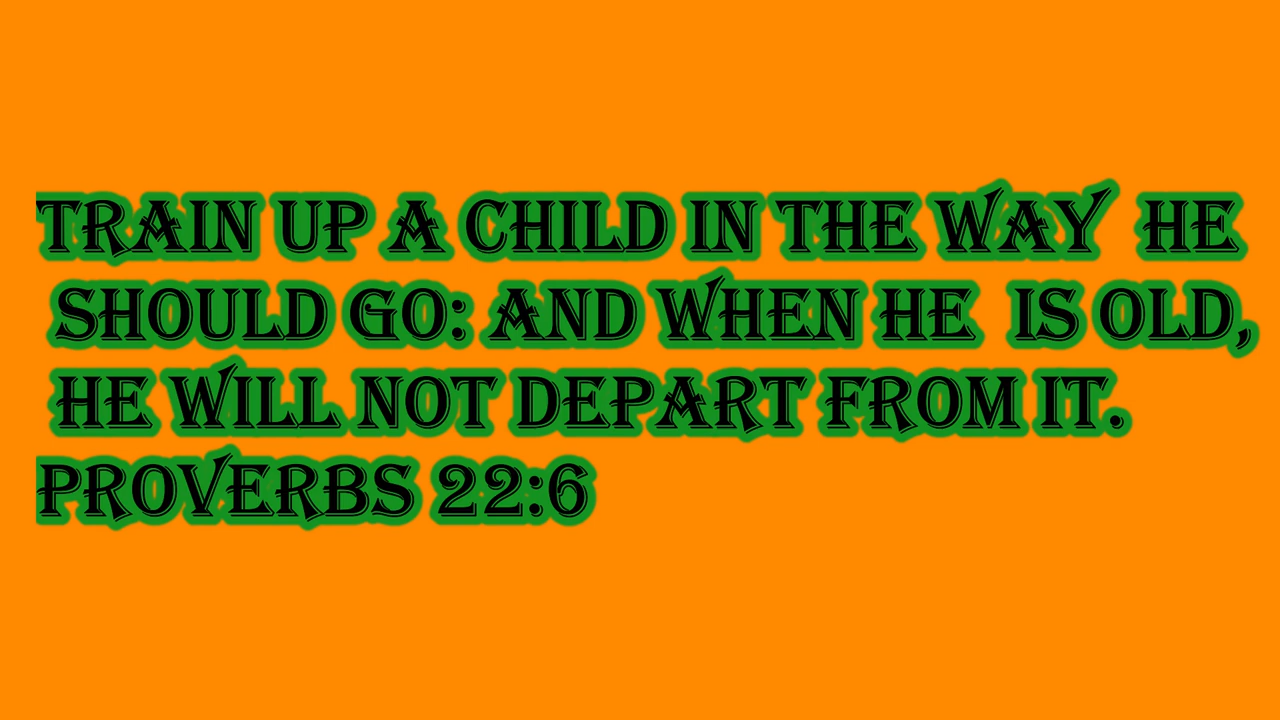 TRAIN UP A CHILD IN THE WAY HE
SHOULD GO: AND WHEN HE IS OLD,
HE WILL NOT DEPART FROM IT.
PROVERBS 22:6